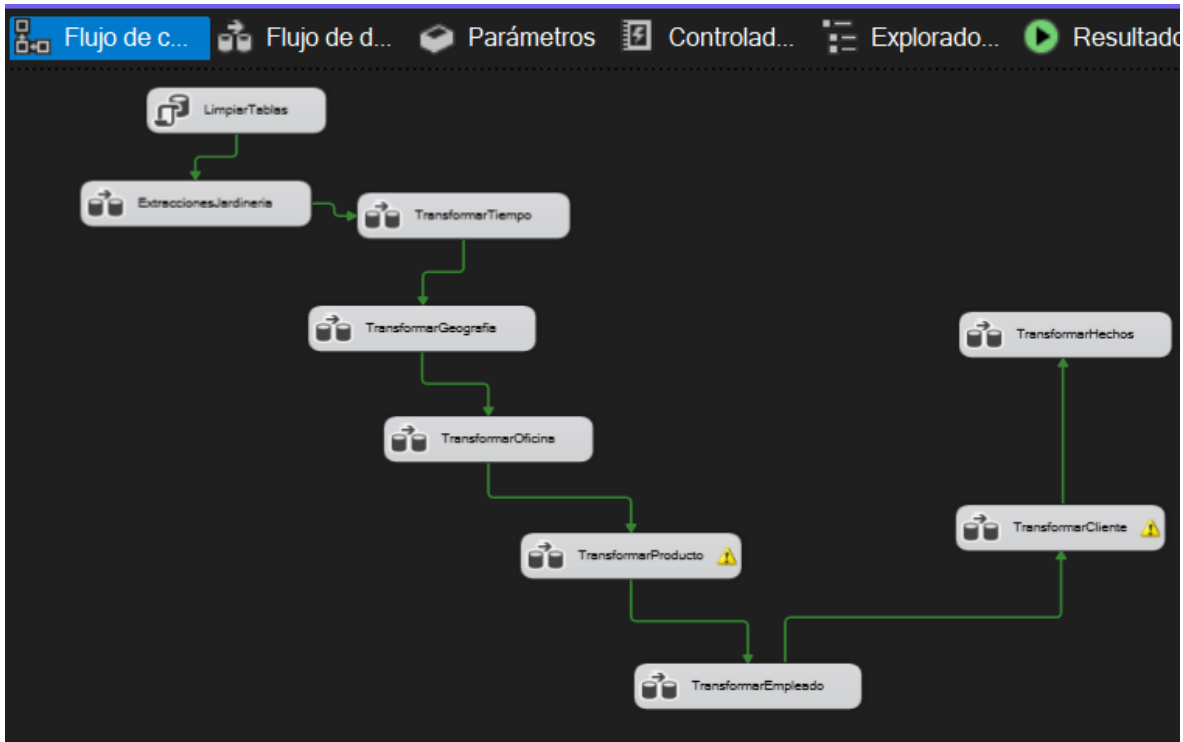 Flujo de c... Flujo de d... Parámetros Controlad... Explorado... Resultado
LimpiarTablas
ExtraccionesJardineria
TransformarTiempo
TransformarGeografia
TransformarHechos
TransformarOficina
TransformarCliente
TransformarProducto
TransformarEmpleado